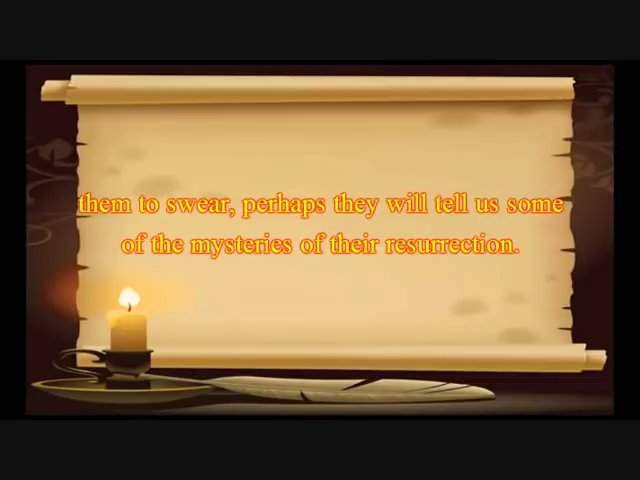 them to swear, perhaps they will tell us some
of the mysteries of their resurrection.